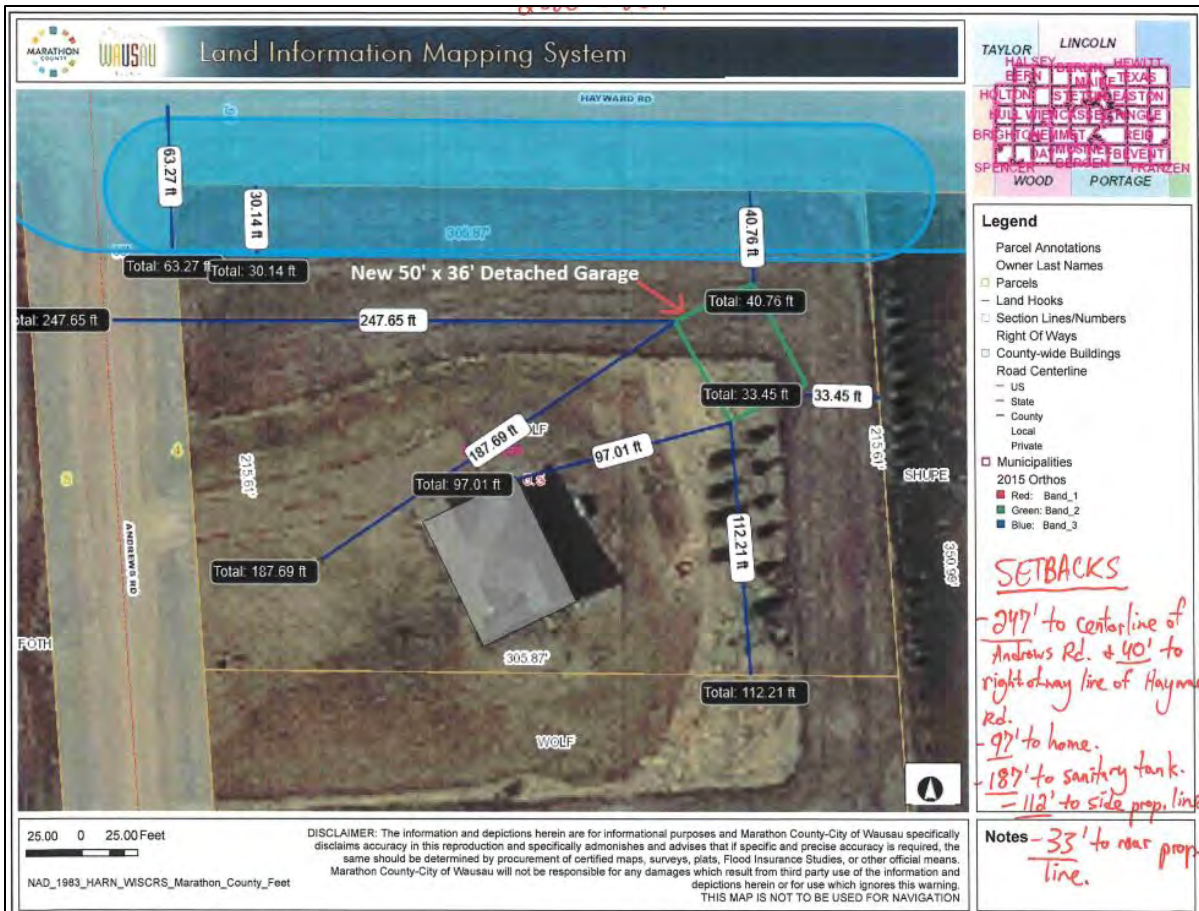 MARATHON
COUNTY
WAUSAU
Land Information Mapping System
HAYWARD RD
63.27 ft
30.14 ft
40.76 ft
305.87'
Total: 63.27 ft
Total: 30.14 ft
New 50' x 36' Detached Garage
Total: 40.76 ft
Total: 247.65 ft
247.65 ft
Total: 33.45 ft
33.45 ft
187.69 ft
97.01 ft
Total: 97.01 ft
215.61'
215.61'
SHUPE
4
ANDREWS RD
112.21 ft
Total: 187.69 ft
350.99'
FOTH
305.87'
Total: 112.21 ft
WOLF
TAYLOR
LINCOLN
HALSEY
BERLIN
HEWITT
BERN
MAINE
TEXAS
HOLTON
STETTIN
EASTON
HULL
WIEN
CASSEL
RINGLE
BRIGHTON
EMMET
REID
DAY
MOSINEE
BEVENT
SPENCER
BERGEN
FRANZEN
WOOD
PORTAGE
Legend
Parcel Annotations
Owner Last Names
Parcels
Land Hooks
Section Lines/Numbers
Right Of Ways
County-wide Buildings
Road Centerline
US
State
County
Local
Private
Municipalities
2015 Orthos
Red: Band_1
Green: Band_2
Blue: Band_3
SETBACKS
- 247' to centerline of
Andrews Rd. & 40' to
right of way line of Haywa
Rd.
- 97' to home.
- 187' to sanitary tank.
- 112' to side prop. line
Notes
- 33' to rear prop.
line.
25.00 0 25.00 Feet
NAD_1983_HARN_WISCRS_Marathon_County_Feet
DISCLAIMER: The information and depictions herein are for informational purposes and Marathon County-City of Wausau specifically
disclaims accuracy in this reproduction and specifically admonishes and advises that if specific and precise accuracy is required, the
same should be determined by procurement of certified maps, surveys, plats, Flood Insurance Studies, or other official means.
Marathon County-City of Wausau will not be responsible for any damages which result from third party use of the information and
depictions herein or for use which ignores this warning.
THIS MAP IS NOT TO BE USED FOR NAVIGATION